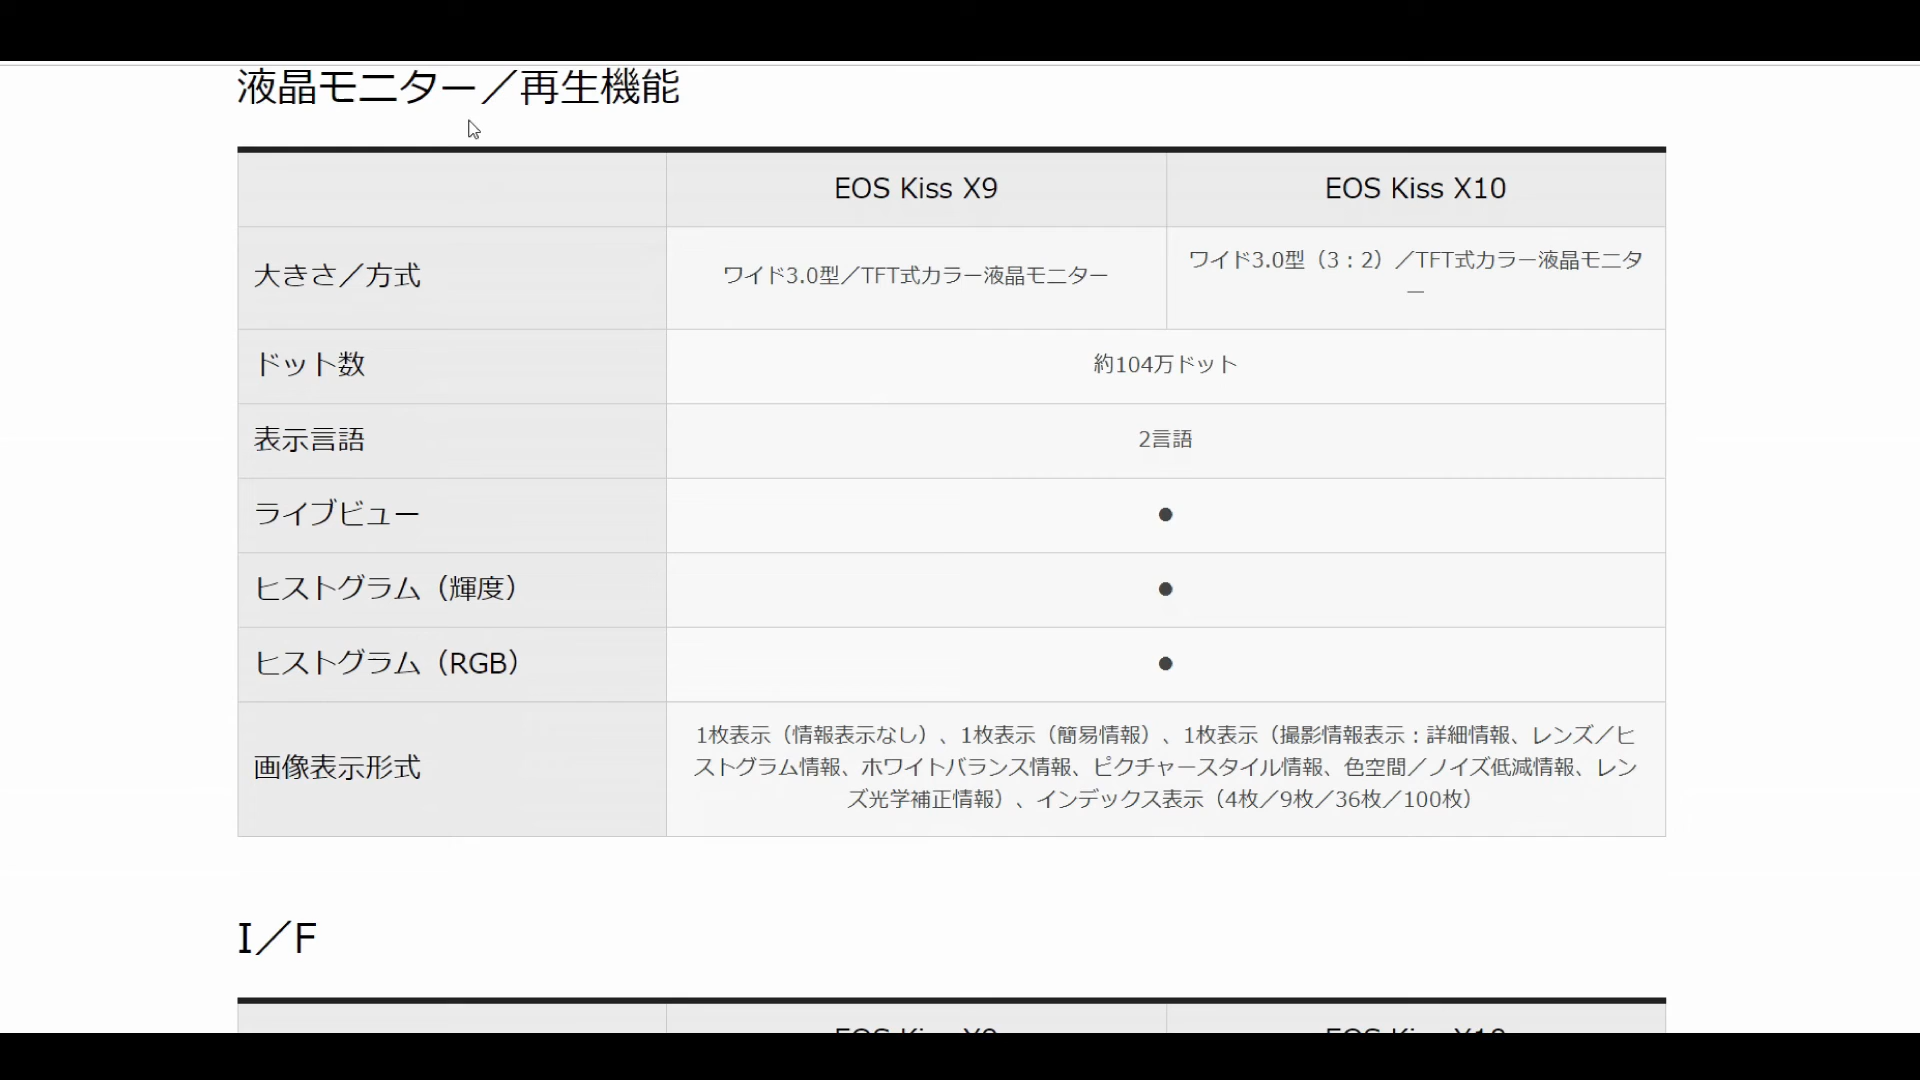 液晶モニター／再生機能
EOS Kiss X9
EOS Kiss X10
大きさ／方式
ワイド3.0型／TFT式カラー液晶モニター
ワイド3.0型（3：2）／TFT式カラー液晶モニタ
ー
ドット数
約104万ドット
表示言語
2言語
ライブビュー
●
ヒストグラム（輝度）
●
ヒストグラム（RGB）
●
画像表示形式
1枚表示（情報表示なし）、1枚表示（簡易情報）、1枚表示（撮影情報表示：詳細情報、レンズ／ヒ
ストグラム情報、ホワイトバランス情報、ピクチャースタイル情報、色空間／ノイズ低減情報、レン
ズ光学補正情報）、インデックス表示（4枚／9枚／36枚／100枚）
I／F
EOS Kiss X9
EOS Kiss X10